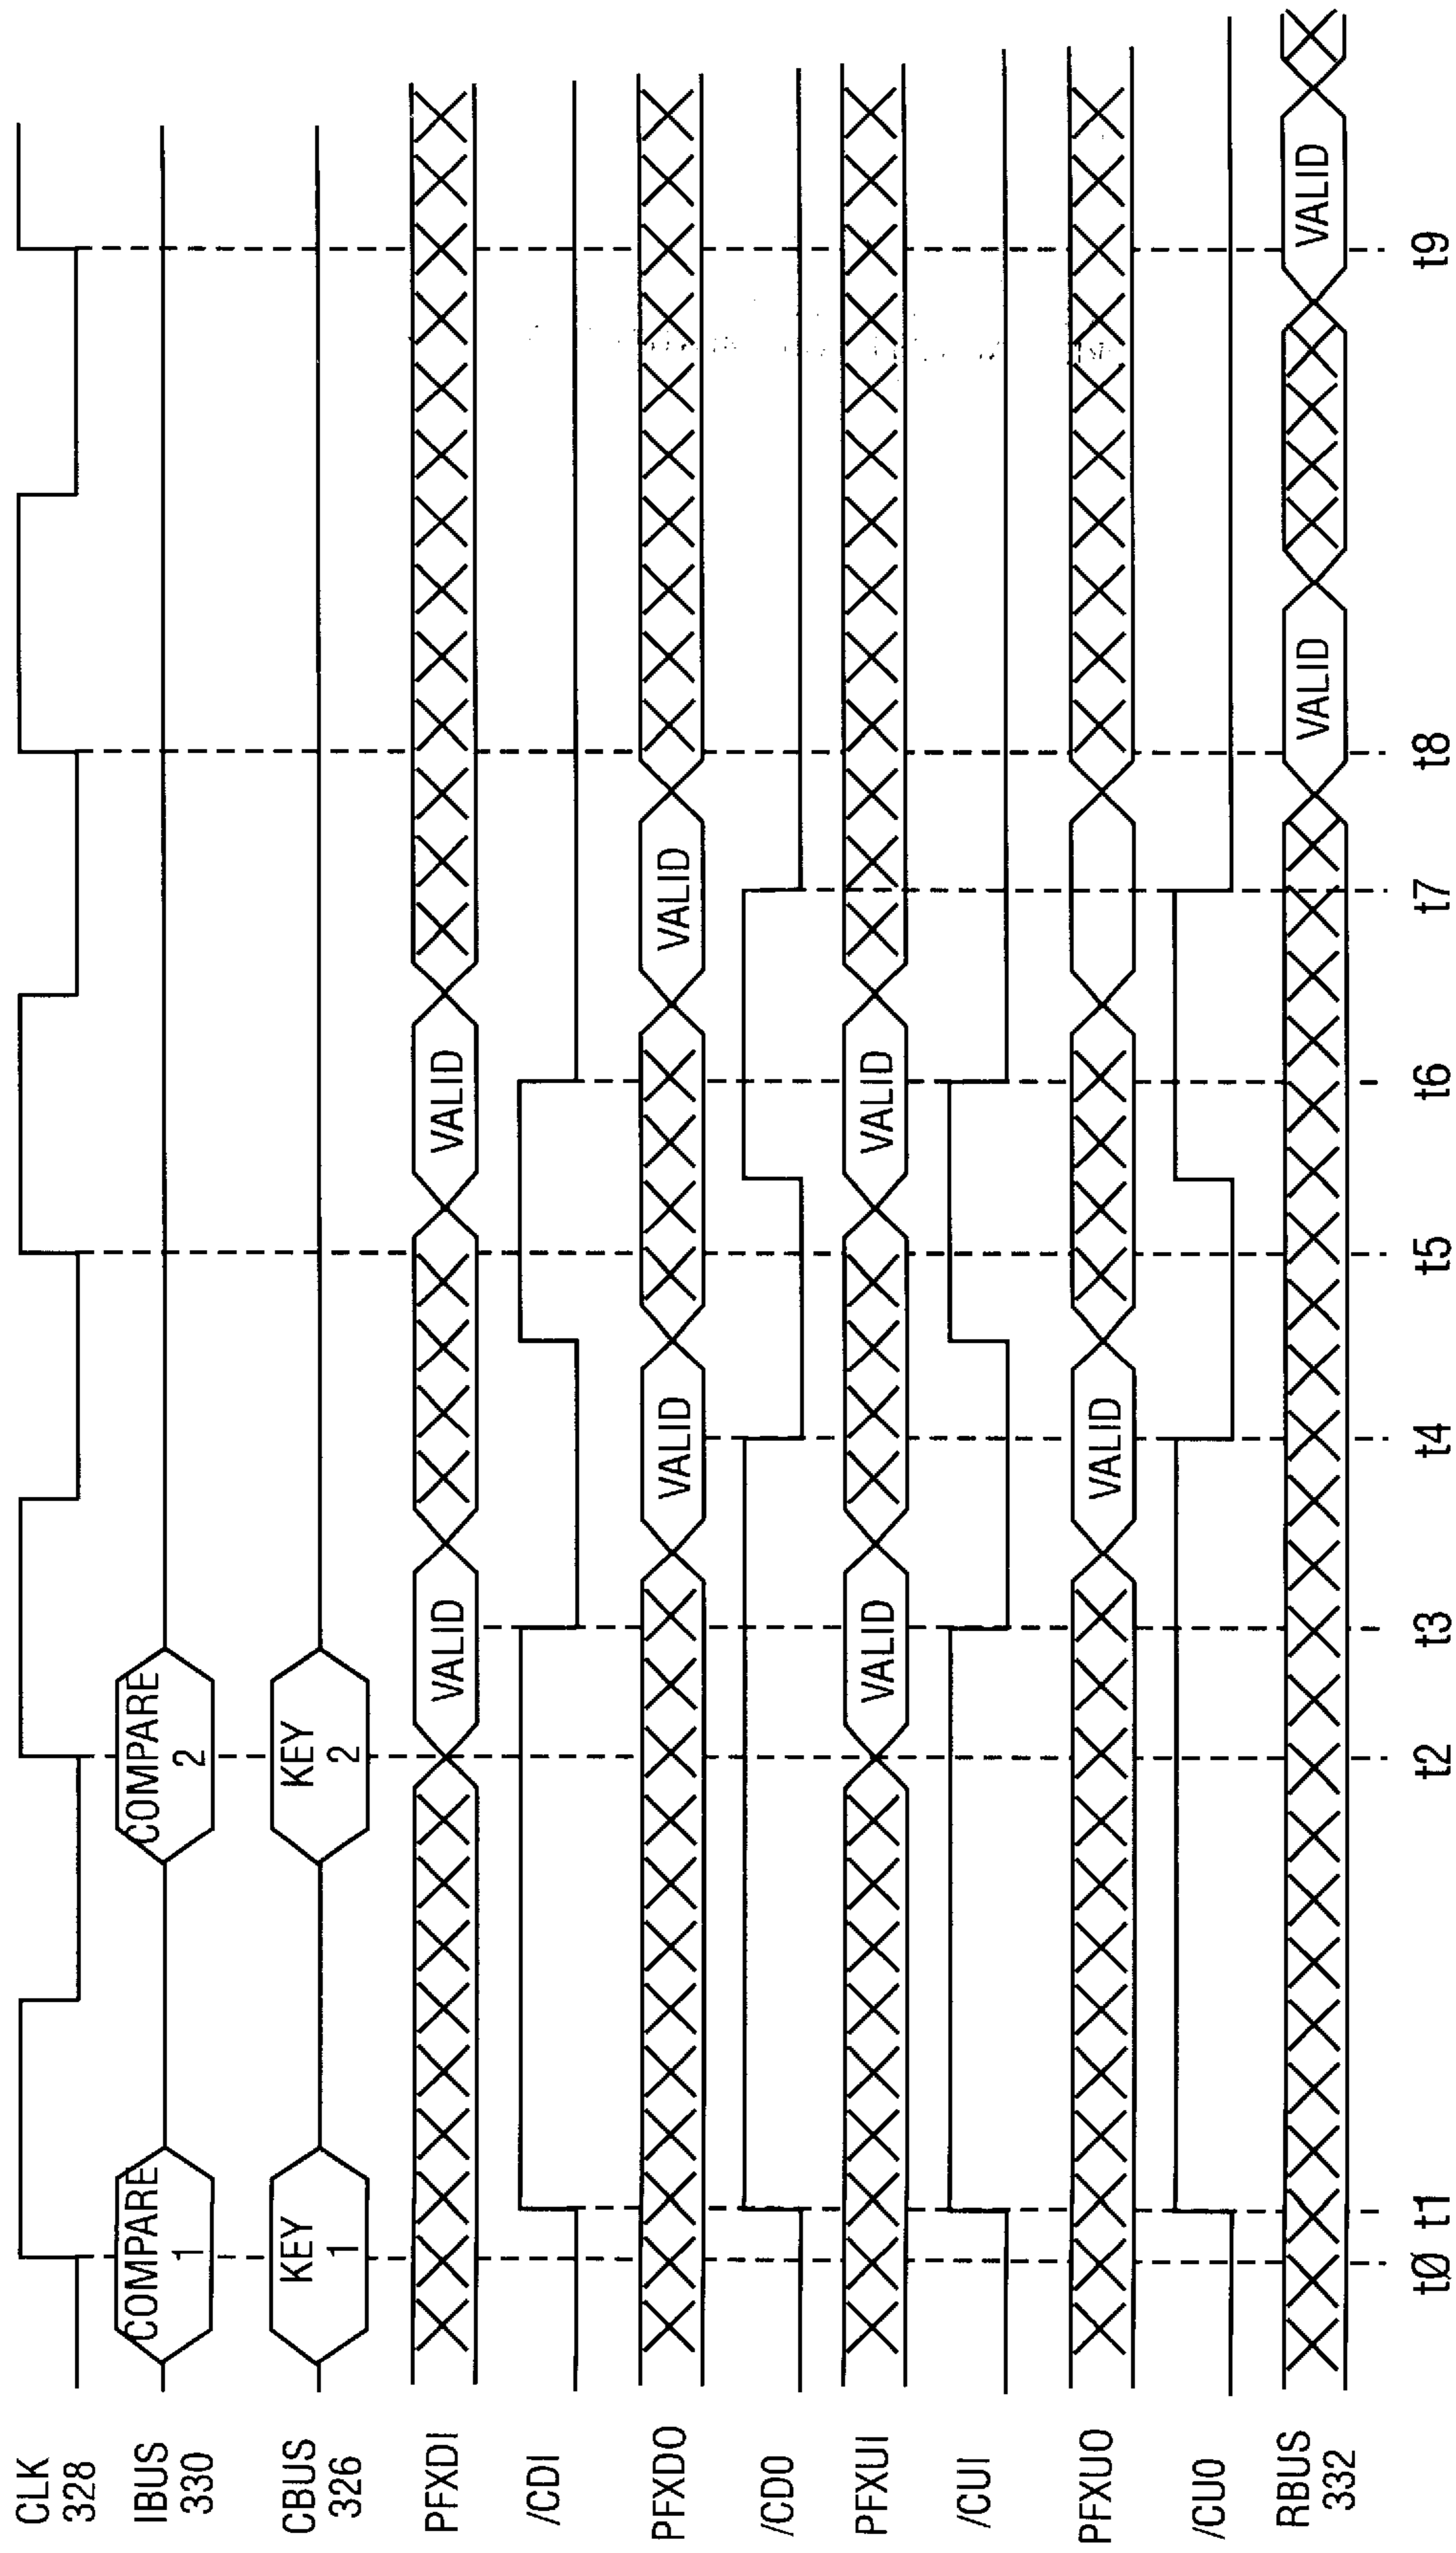 CLK
328
IBUS
330
COMPARE
1
COMPARE
2
CBUS
326
KEY
1
KEY
2
PFXDI
VALID
VALID
/CDI
PFXDO
VALID
VALID
/CDO
PFXUI
VALID
VALID
/CUI
PFXUO
VALID
/CUO
RBUS
332
VALID
VALID
tØ t1 t2 t3 t4 t5 t6 t7 t8 t9